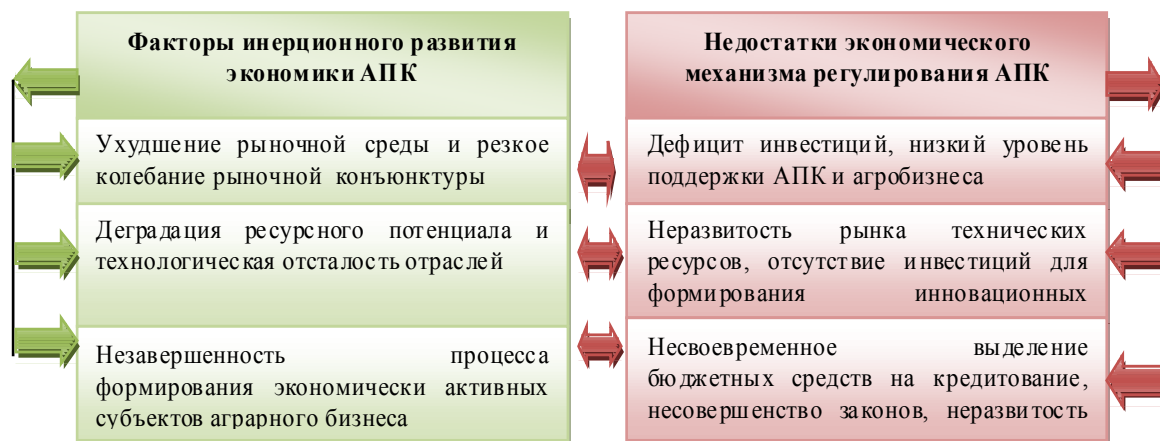 Факторы инерционного развития
экономики АПК
Ухудшение рыночной среды и резкое
колебание рыночной конъюнктуры
Деградация ресурсного потенциала и
технологическая отсталость отраслей
Незавершенность процесса
формирования экономически активных
субъектов аграрного бизнеса
Недостатки экономического
механизма регулирования АПК
Дефицит инвестиций, низкий уровень
поддержки АПК и агробизнеса
Неразвитость рынка технических
ресурсов, отсутствие инвестиций для
формирования инновационных
Несвоевременное выделение
бюджетных средств на кредитование,
несовершенство законов, неразвитость